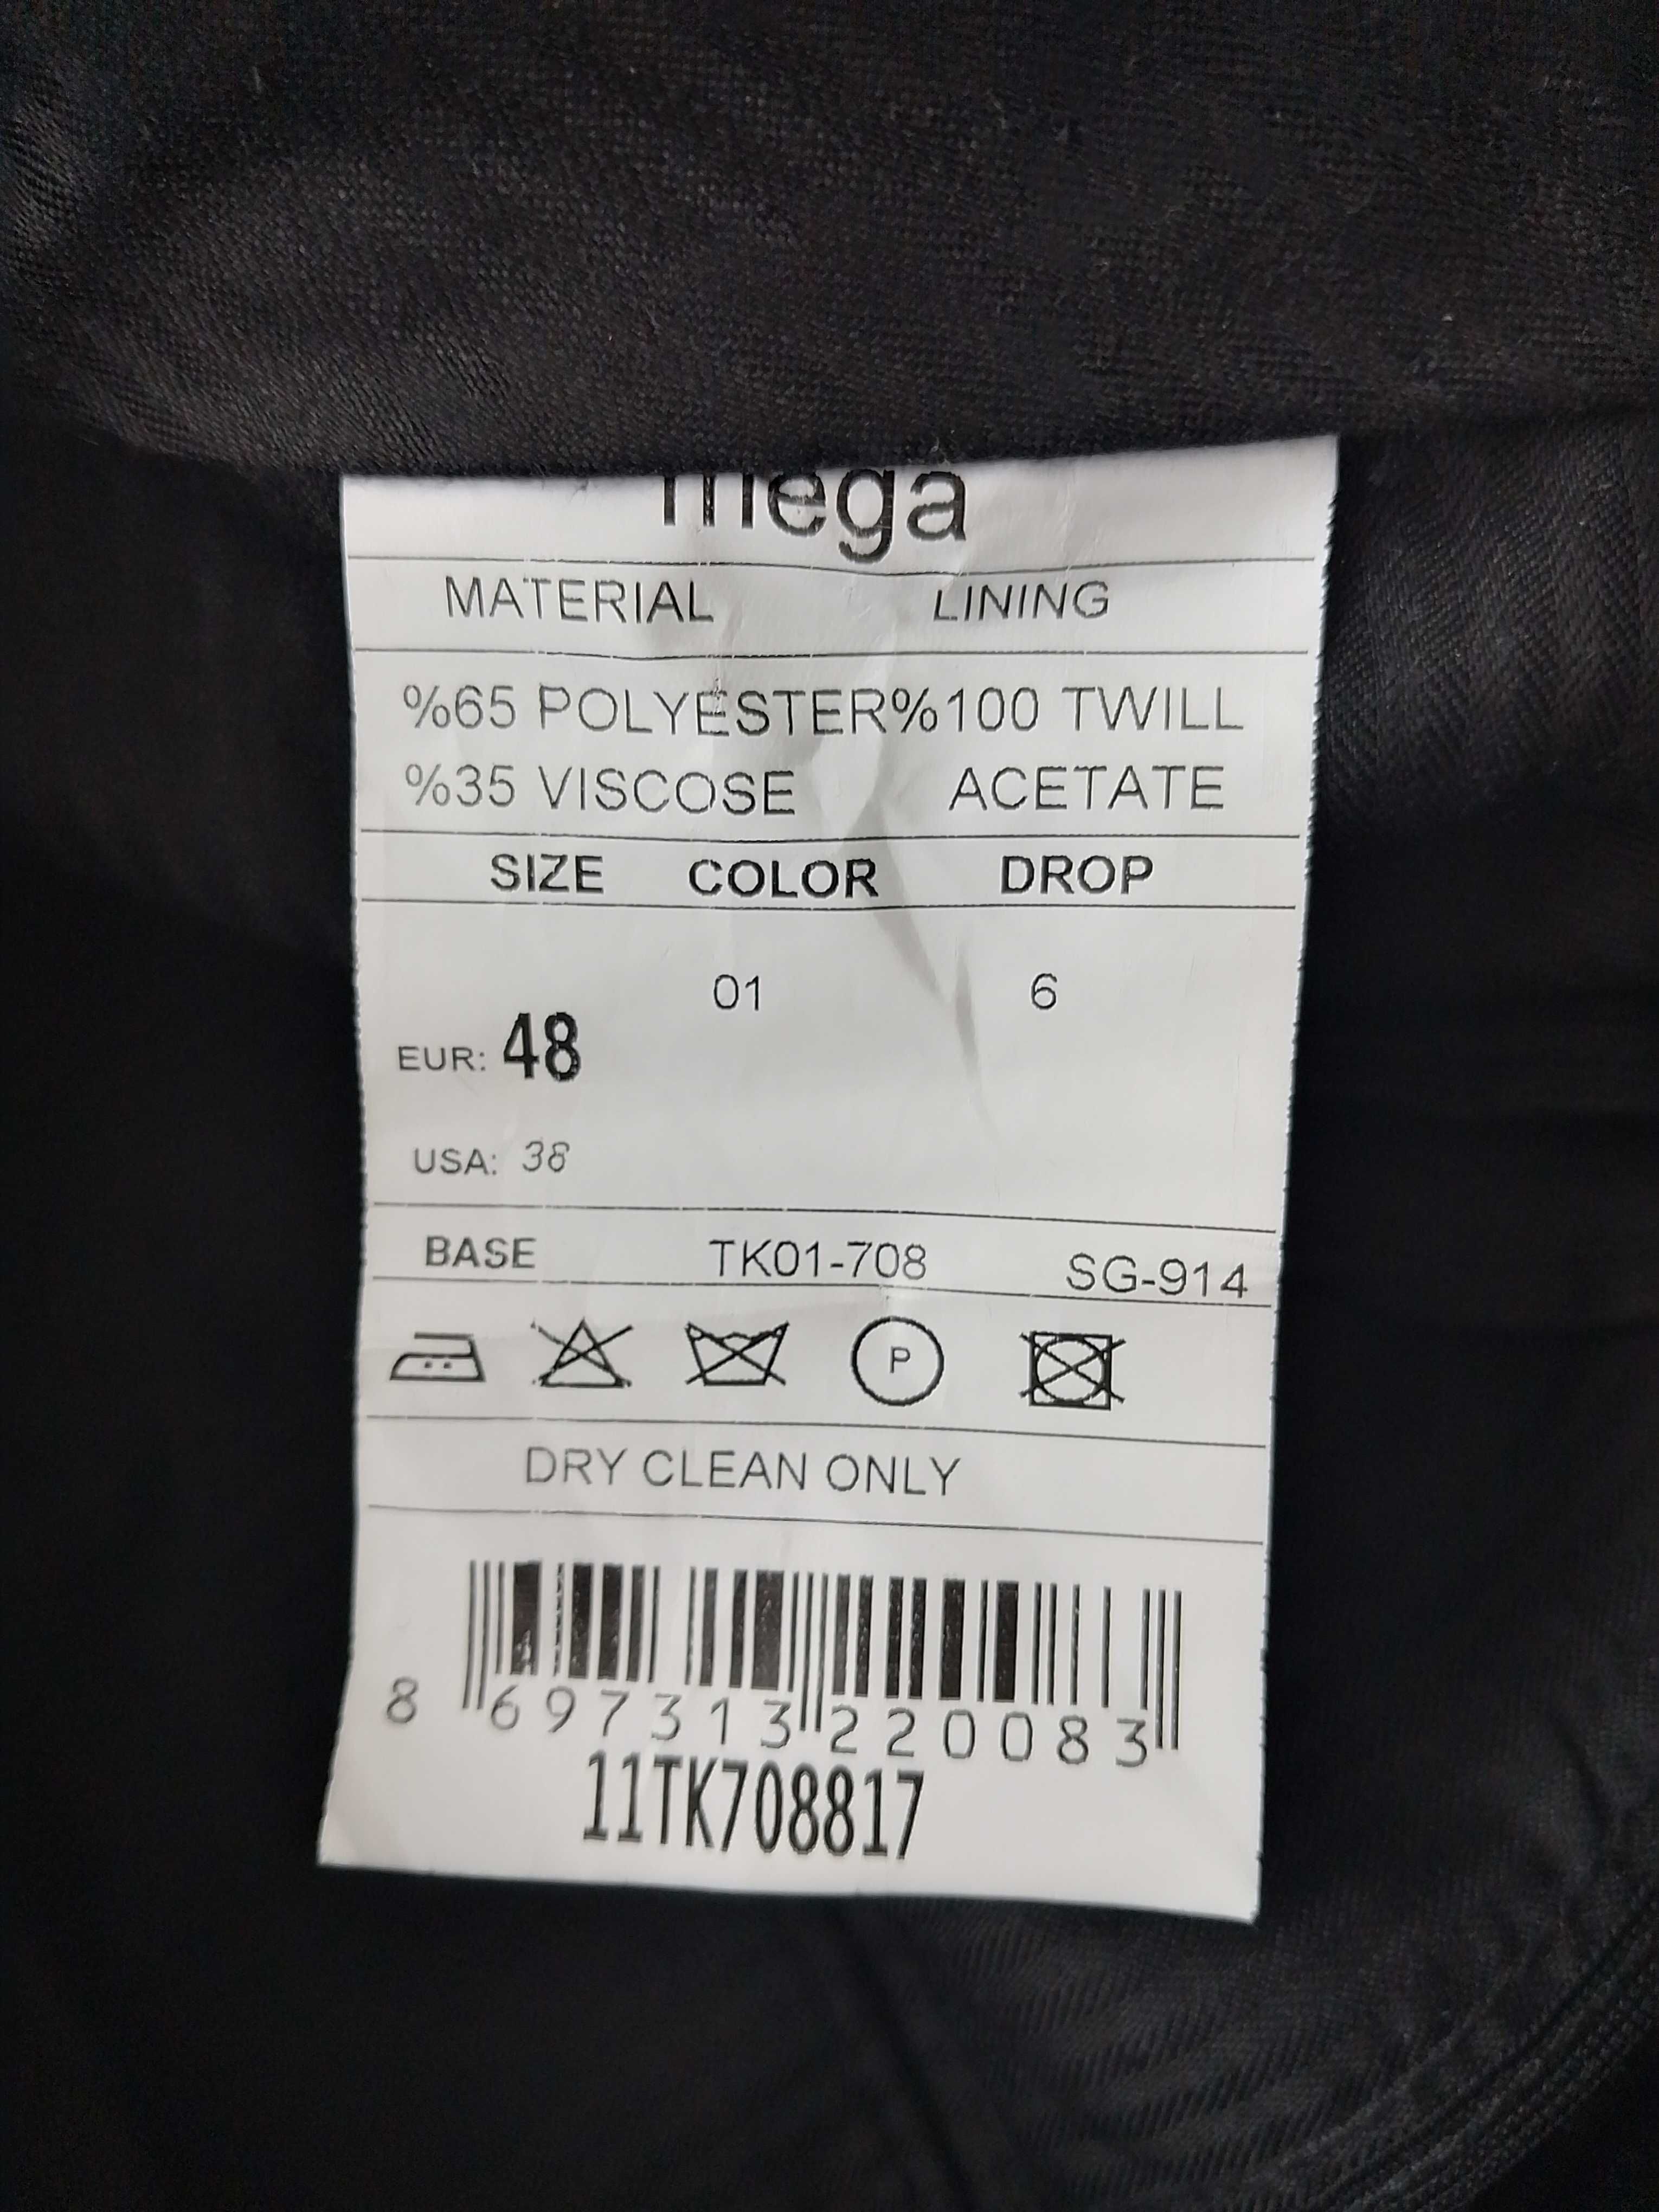 mega
MATERIAL LINING
%65 POLYESTER %100 TWILL
%35 VISCOSE ACETATE
SIZE COLOR DROP
01 6
EUR: 48
USA: 38
BASE TK01-708 SG-914
P
DRY CLEAN ONLY
8 697313 220083
11TK708817